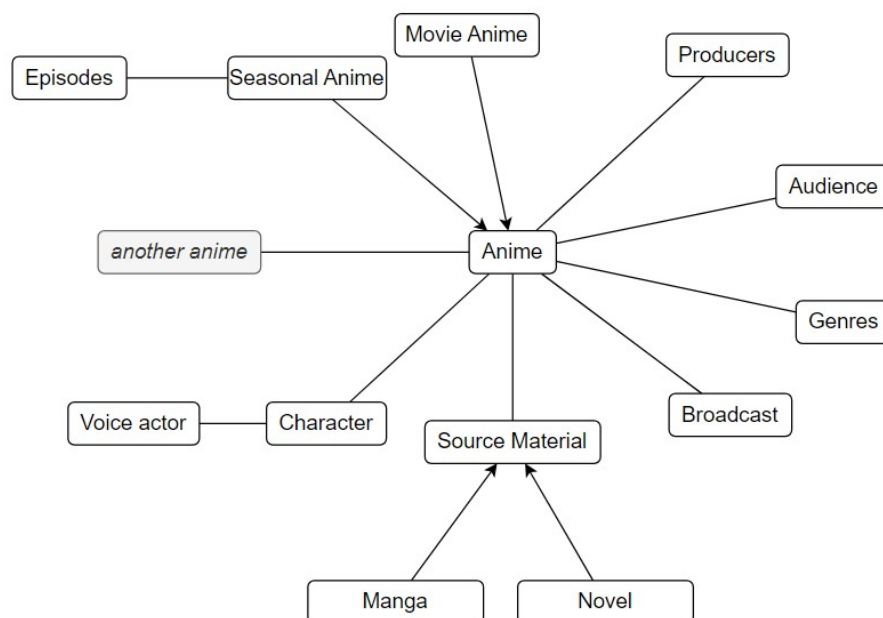 Movie Anime
Producers
Episodes
Seasonal Anime
Audience
another anime
Anime
Genres
Voice actor
Character
Broadcast
Source Material
Manga
Novel